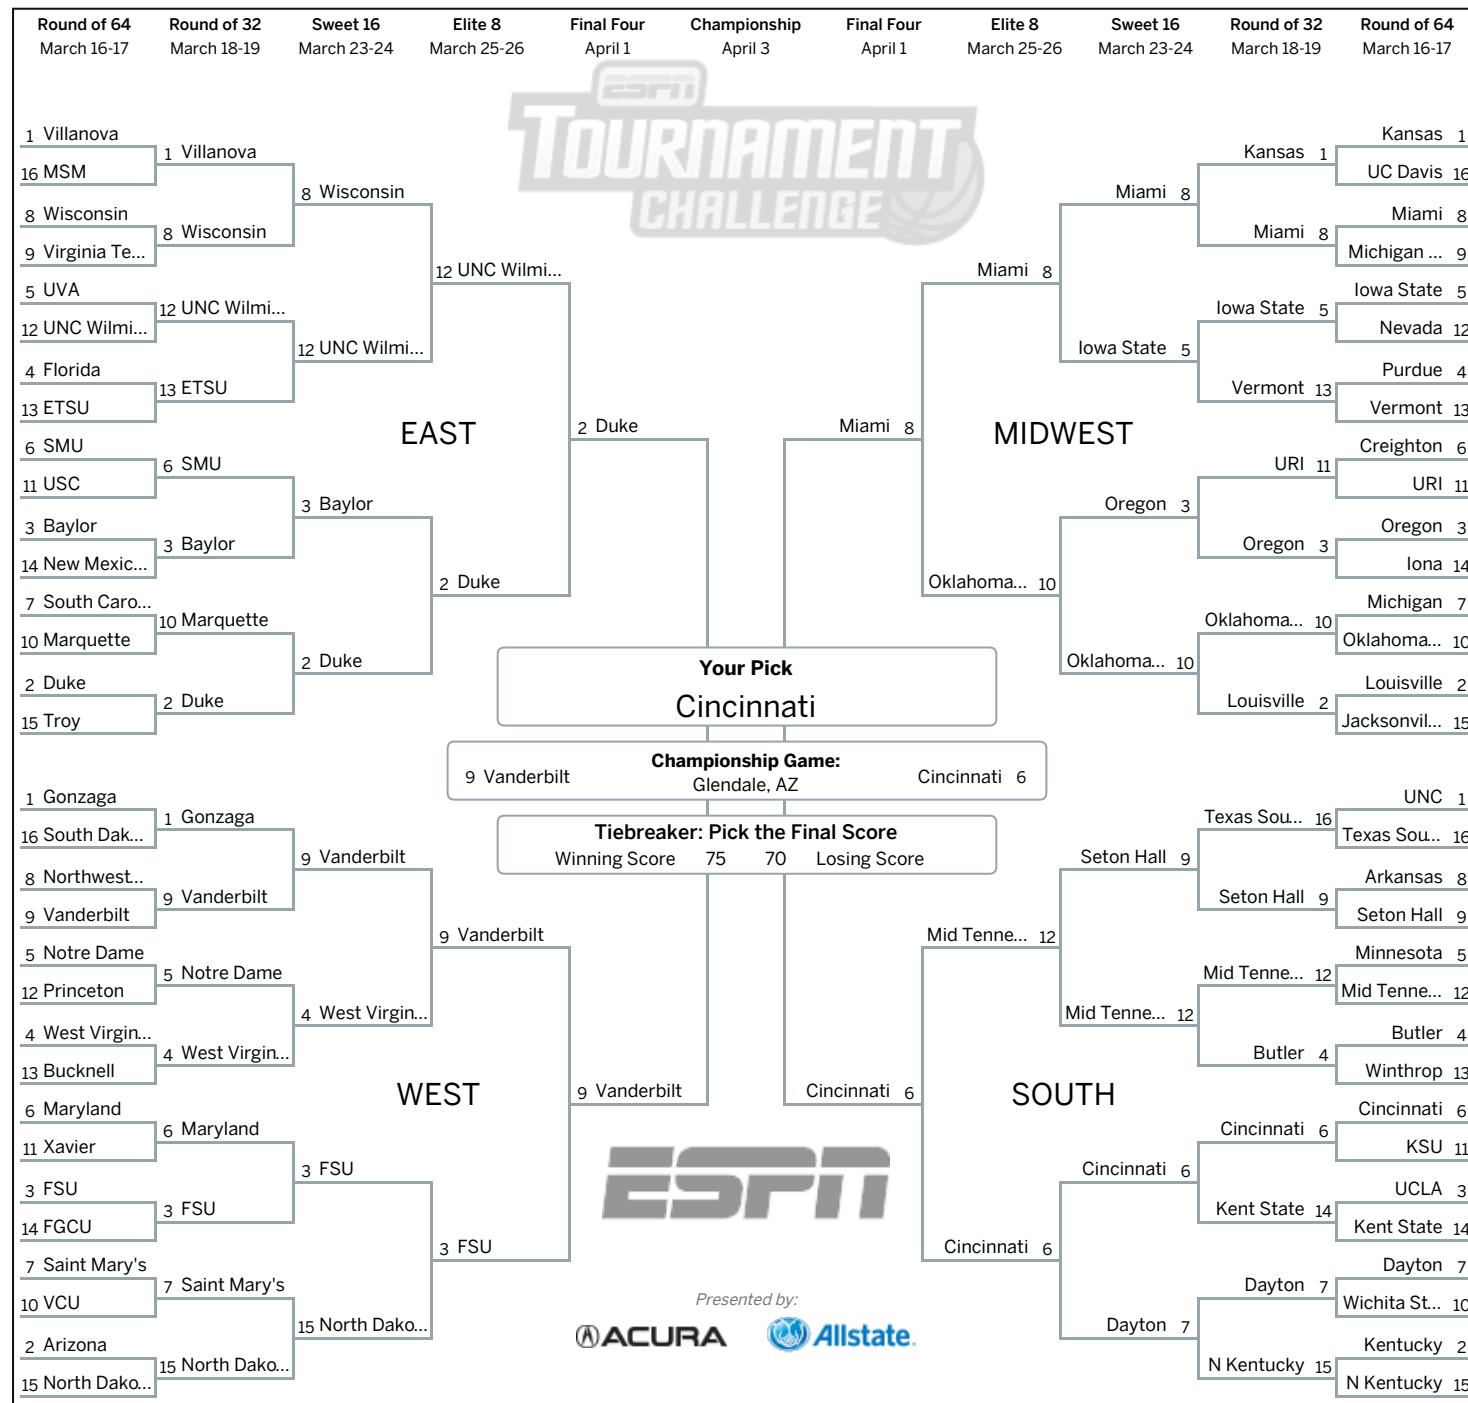 Round of 64 Round of 32 Sweet 16 Elite 8 Final Four Championship Final Four Elite 8 Sweet 16 Round of 32 Round of 64
March 16-17 March 18-19 March 23-24 March 25-26 April 1 April 3 April 1 March 25-26 March 23-24 March 18-19 March 16-17
ESPN
TOURNAMENT
CHALLENGE
1 Villanova
16 MSM
8 Wisconsin
9 Virginia Te...
5 UVA
12 UNC Wilmi...
4 Florida
13 ETSU
6 SMU
11 USC
3 Baylor
14 New Mexic...
7 South Caro...
10 Marquette
2 Duke
15 Troy
1 Villanova
8 Wisconsin
12 UNC Wilmi...
13 ETSU
6 SMU
3 Baylor
10 Marquette
2 Duke
8 Wisconsin
12 UNC Wilmi...
3 Baylor
2 Duke
12 UNC Wilmi...
2 Duke
2 Duke
EAST
Kansas 1
UC Davis 16
Miami 8
Michigan ... 9
Iowa State 5
Nevada 12
Purdue 4
Vermont 13
Creighton 6
URI 11
Oregon 3
Iona 14
Michigan 7
Oklahoma... 10
Louisville 2
Jacksonvil... 15
Kansas 1
Miami 8
Iowa State 5
Vermont 13
URI 11
Oregon 3
Oklahoma... 10
Louisville 2
Miami 8
Iowa State 5
Oregon 3
Oklahoma... 10
Miami 8
Oklahoma... 10
Miami 8
MIDWEST
Your Pick
Cincinnati
Championship Game:
9 Vanderbilt Glendale, AZ Cincinnati 6
Tiebreaker: Pick the Final Score
Winning Score 75 70 Losing Score
1 Gonzaga
16 South Dak...
8 Northwest...
9 Vanderbilt
5 Notre Dame
12 Princeton
4 West Virgin...
13 Bucknell
6 Maryland
11 Xavier
3 FSU
14 FGCU
7 Saint Mary's
10 VCU
2 Arizona
15 North Dako...
1 Gonzaga
9 Vanderbilt
5 Notre Dame
4 West Virgin...
6 Maryland
3 FSU
7 Saint Mary's
15 North Dako...
9 Vanderbilt
4 West Virgin...
3 FSU
15 North Dako...
9 Vanderbilt
3 FSU
9 Vanderbilt
WEST
UNC 1
Texas Sou... 16
Arkansas 8
Seton Hall 9
Minnesota 5
Mid Tenne... 12
Butler 4
Winthrop 13
Cincinnati 6
KSU 11
UCLA 3
Kent State 14
Dayton 7
Wichita St... 10
Kentucky 2
N Kentucky 15
Texas Sou... 16
Seton Hall 9
Mid Tenne... 12
Butler 4
Cincinnati 6
Kent State 14
Dayton 7
N Kentucky 15
Seton Hall 9
Mid Tenne... 12
Cincinnati 6
Dayton 7
Mid Tenne... 12
Cincinnati 6
Cincinnati 6
SOUTH
ESPN
Presented by:
ACURA Allstate.